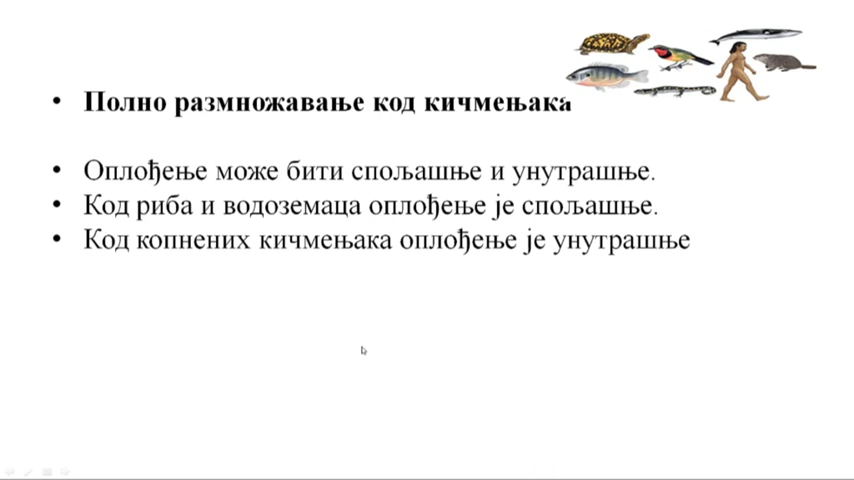 • Полно размножавање код кичмењака
• Оплођење може бити спољашње и унутрашње.
• Код риба и водоземаца оплођење је спољашње.
• Код копнених кичмењака оплођење је унутрашње